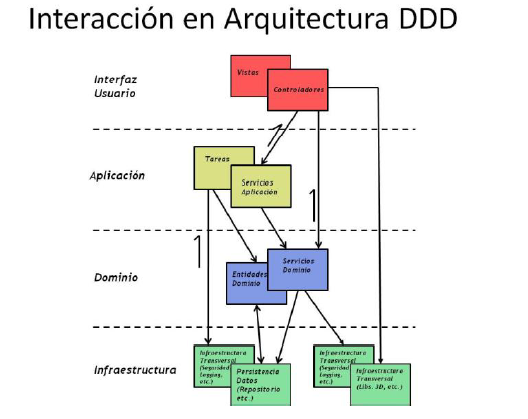 Interacción en Arquitectura DDD
Interfaz
Usuario
Vistas
Controladores
Aplicación
Tareas
Servicios
Aplicación
Dominio
Entidades
Dominio
Servicios
Dominio
Infraestructura
Infraestructura
Transversal
(Seguridad,
Logging,
etc.)
Persistencia
Datos
(Repositorio
etc.)
Infraestructura
Transversal
(Seguridad
Logging,
etc.)
Infraestructura
Transversal
(Libs. 3D, etc.)